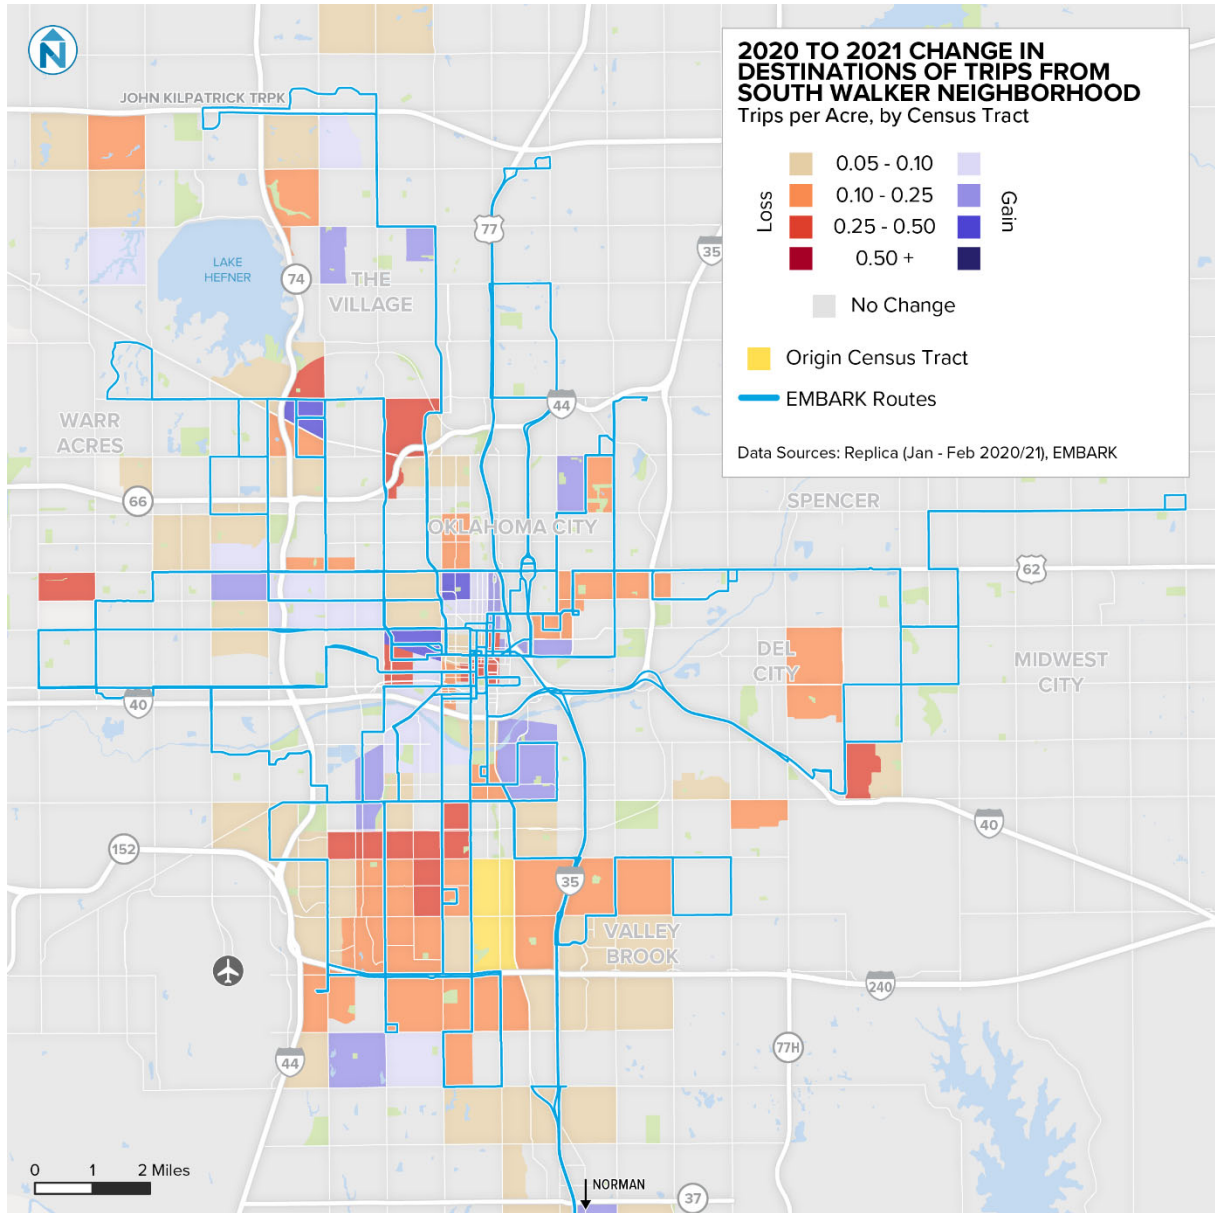 N
2020 TO 2021 CHANGE IN
DESTINATIONS OF TRIPS FROM
SOUTH WALKER NEIGHBORHOOD
Trips per Acre, by Census Tract
Loss
0.05 - 0.10
0.10 - 0.25
0.25 - 0.50
0.50 +
Gain
No Change
Origin Census Tract
EMBARK Routes
Data Sources: Replica (Jan - Feb 2020/21), EMBARK
JOHN KILPATRICK TRPK
77
35
LAKE
HEFNER
74
THE
VILLAGE
44
WARR
ACRES
66
OKLAHOMA CITY
SPENCER
62
DEL
CITY
MIDWEST
CITY
40
40
152
35
VALLEY
BROOK
240
44
77H
0 1 2 Miles
NORMAN
37